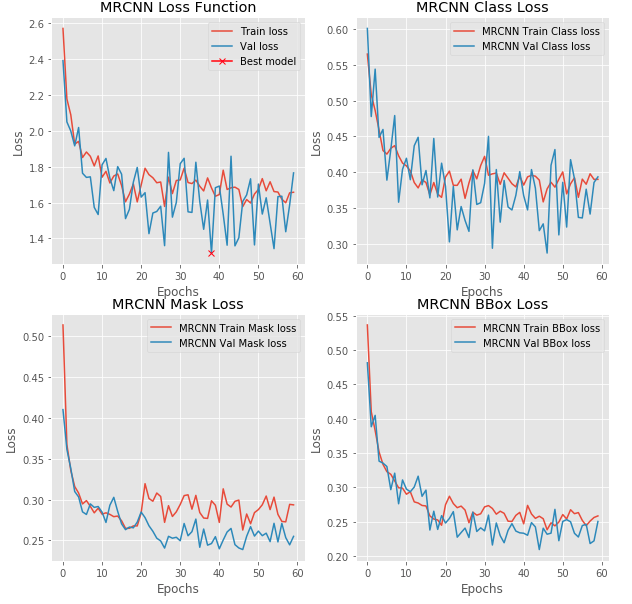 MRCNN Loss Function
Loss
2.6
2.4
2.2
2.0
1.8
1.6
1.4
0 10 20 30 40 50 60
Epochs
Train loss
Val loss
Best model
MRCNN Class Loss
Loss
0.60
0.55
0.50
0.45
0.40
0.35
0.30
0 10 20 30 40 50 60
Epochs
MRCNN Train Class loss
MRCNN Val Class loss
MRCNN Mask Loss
Loss
0.50
0.45
0.40
0.35
0.30
0.25
0 10 20 30 40 50 60
Epochs
MRCNN Train Mask loss
MRCNN Val Mask loss
MRCNN BBox Loss
Loss
0.55
0.50
0.45
0.40
0.35
0.30
0.25
0.20
0 10 20 30 40 50 60
Epochs
MRCNN Train BBox loss
MRCNN Val BBox loss